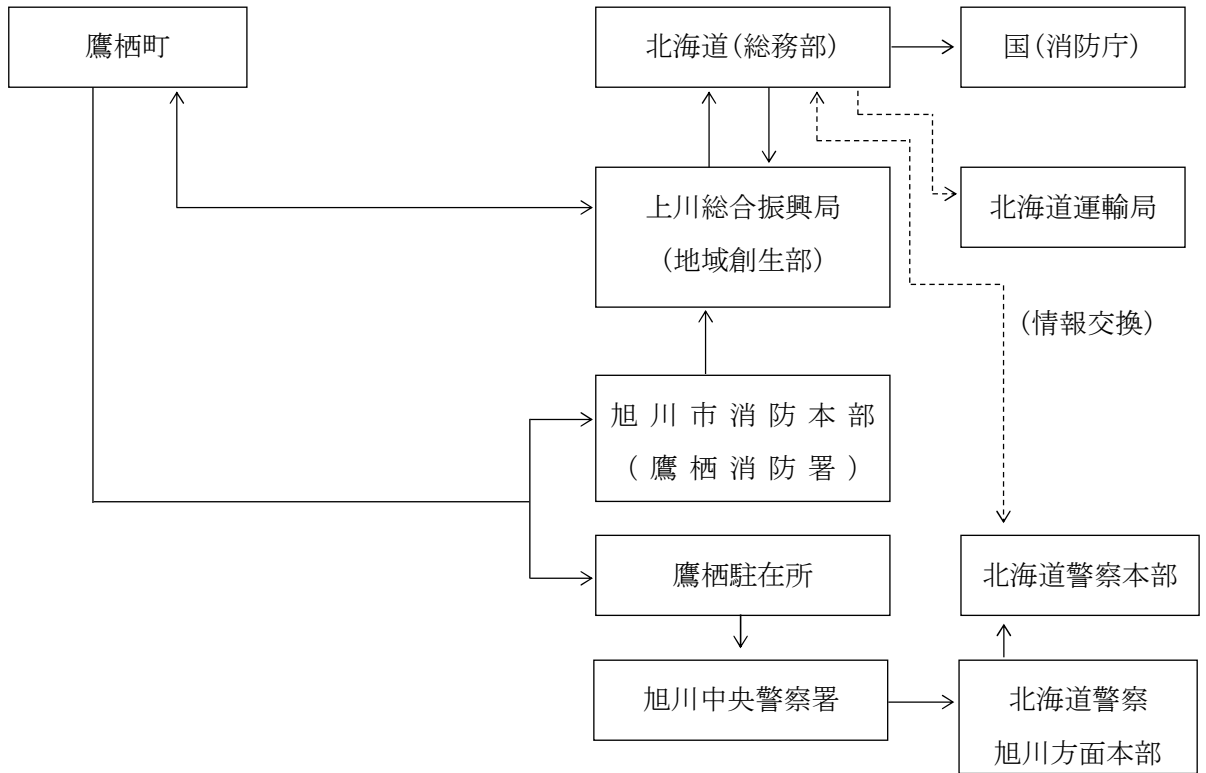 鷹栖町
北海道(総務部)
国(消防庁)
上川総合振興局
(地域創生部)
北海道運輸局
(情報交換)
旭川市消防本部
(鷹栖消防署)
鷹栖駐在所
北海道警察本部
旭川中央警察署
北海道警察
旭川方面本部